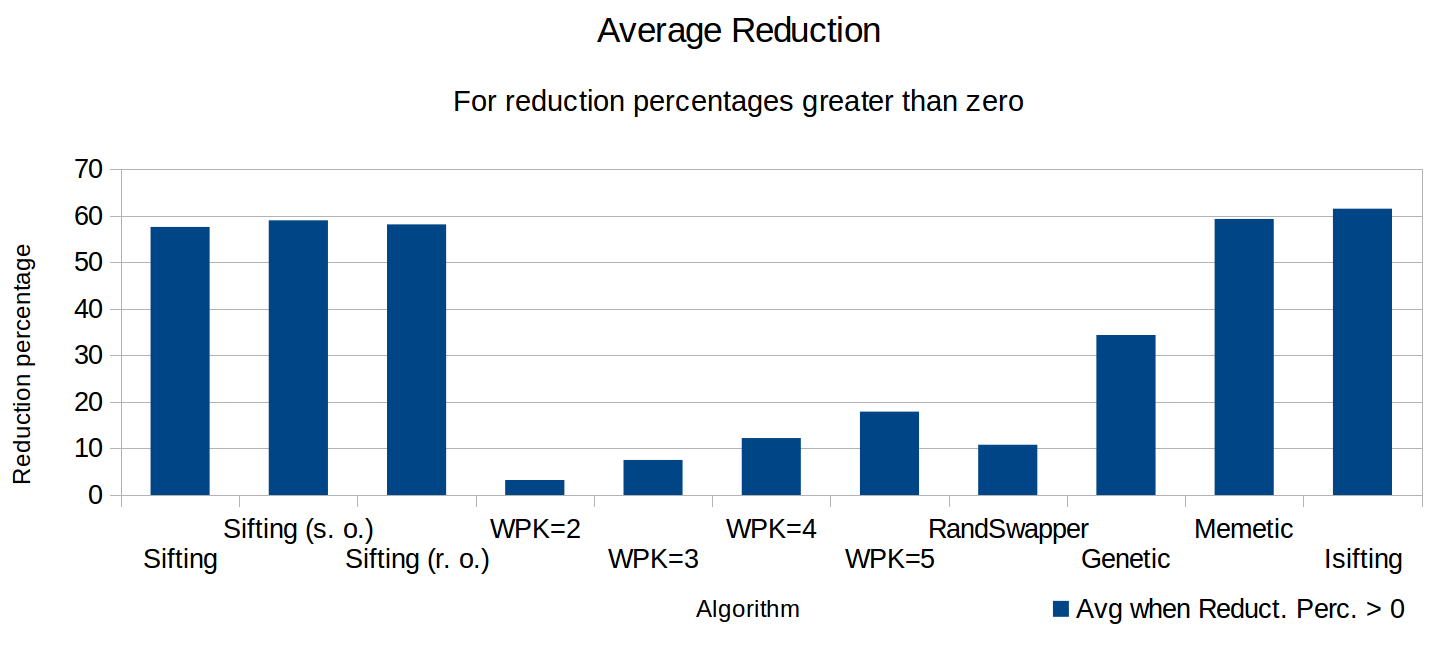 Average Reduction
For reduction percentages greater than zero
Reduction percentage
70
60
50
40
30
20
10
0
Sifting
Sifting (s. o.)
Sifting (r. o.)
WPK=2
WPK=3
WPK=4
WPK=5
RandSwapper
Genetic
Memetic
Isifting
Algorithm
Avg when Reduct. Perc. > 0